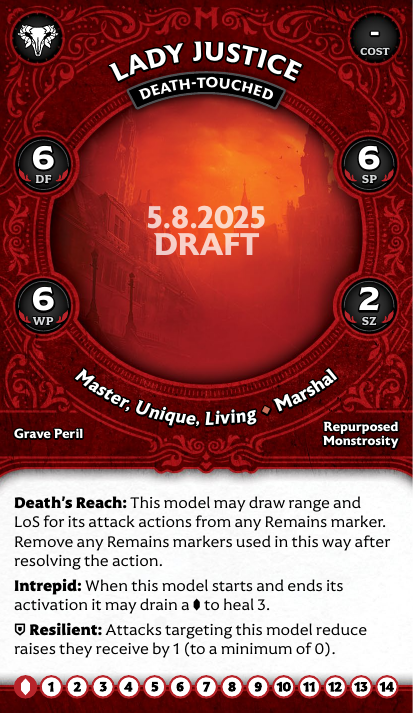 -
COST
LADY JUSTICE
DEATH-TOUCHED
6
DF
6
SP
5.8.2025
DRAFT
6
WP
2
SZ
Master, Unique, Living ♦ Marshal
Grave Peril
Repurposed
Monstrosity
Death's Reach: This model may draw range and
LoS for its attack actions from any Remains marker.
Remove any Remains markers used in this way after
resolving the action.
Intrepid: When this model starts and ends its
activation it may drain a to heal 3.
Resilient: Attacks targeting this model reduce
raises they receive by 1 (to a minimum of 0).
1 2 3 4 5 6 7 8 9 10 11 12 13 14